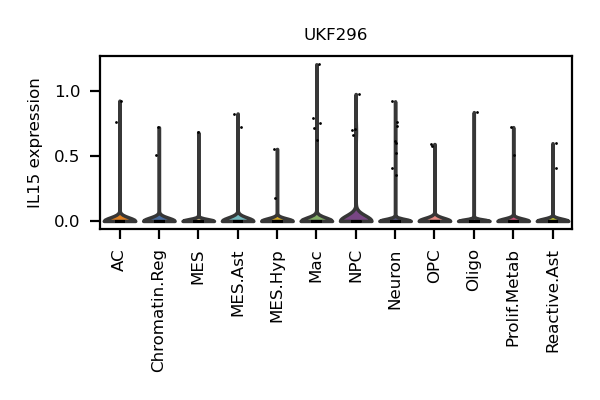 UKF296
IL15 expression
1.0
0.5
0.0
AC
Chromatin.Reg
MES
MES.Ast
MES.Hyp
Mac
NPC
Neuron
OPC
Oligo
Prolif.Metab
Reactive.Ast